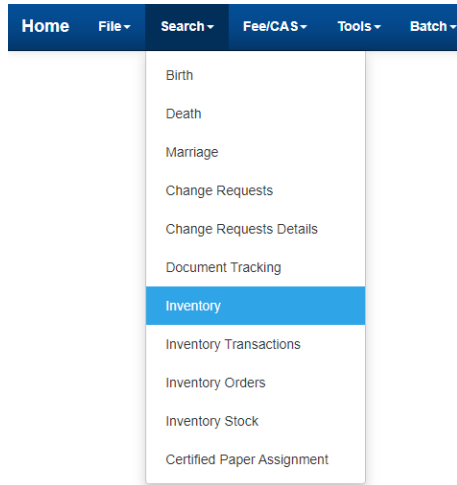 Home File Search Fee/CAS Tools Batch
Birth
Death
Marriage
Change Requests
Change Requests Details
Document Tracking
Inventory
Inventory Transactions
Inventory Orders
Inventory Stock
Certified Paper Assignment